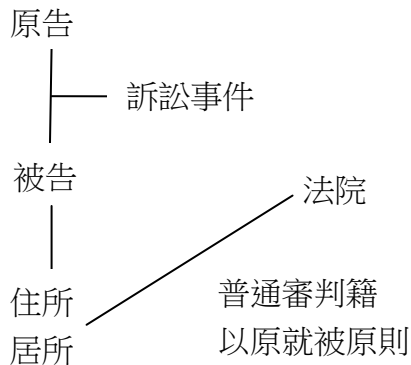 原告
訴訟事件
被告
法院
住所
居所
普通審判籍
以原就被原則